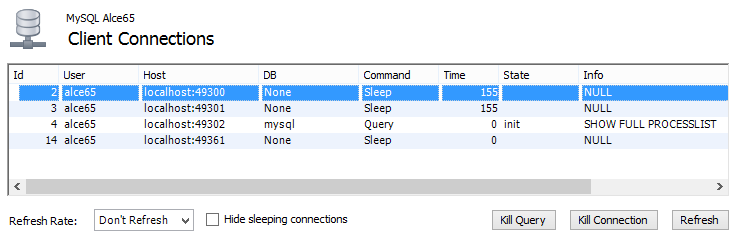 MySQL Alce65
Client Connections
Id User Host DB Command Time State Info
2 alce65 localhost:49300 None Sleep 155 NULL
3 alce65 localhost:49301 None Sleep 155 NULL
4 alce65 localhost:49302 mysql Query 0 init SHOW FULL PROCESSLIST
14 alce65 localhost:49361 None Sleep 0 NULL
Refresh Rate: Don't Refresh Hide sleeping connections Kill Query Kill Connection Refresh